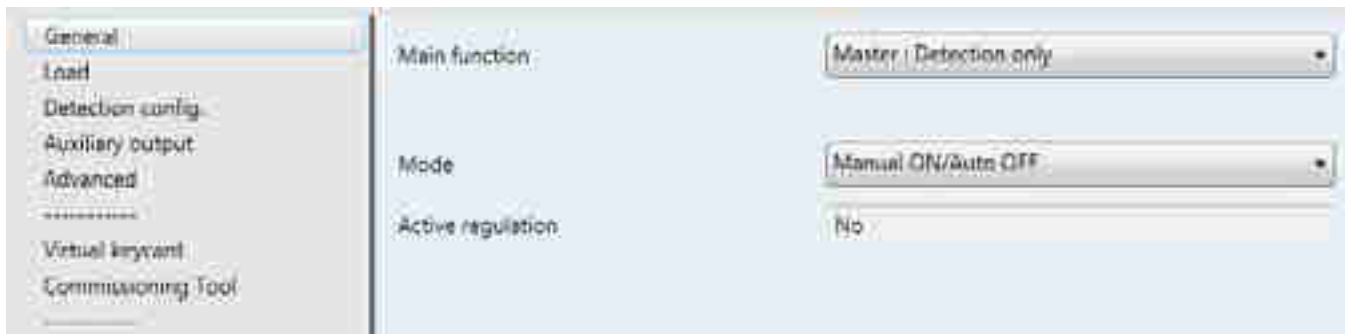 General
Load
Detection config.
Auxiliary output
Advanced
-----------
Virtual keycard
Commissioning Tool
-----------
Main function
Master : Detection only
Mode
Manual ON/Auto OFF
Active regulation
No